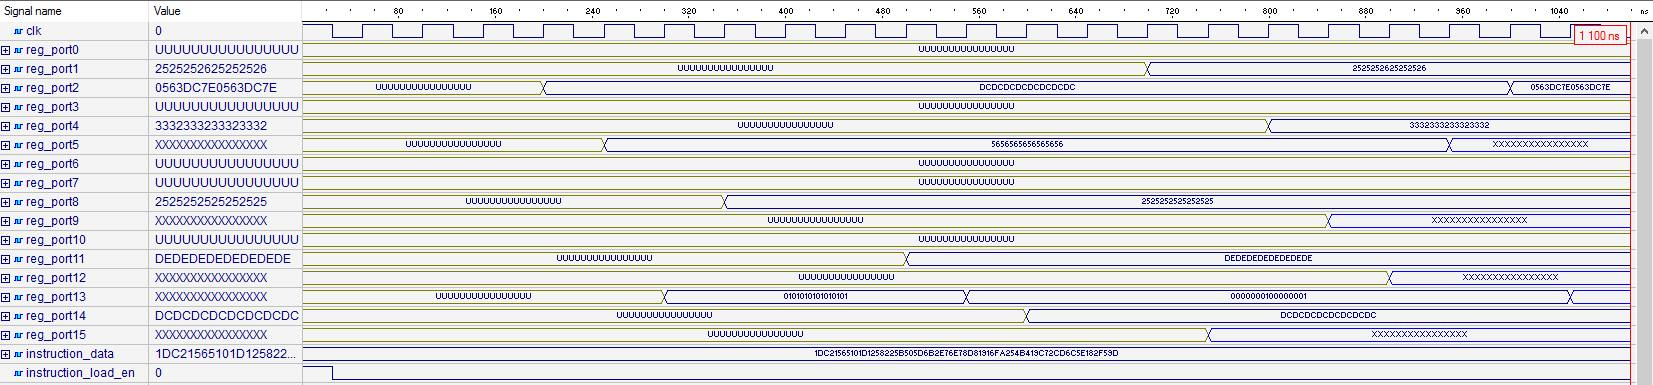 Signal name Value 80 160 240 320 400 480 560 640 720 800 880 960 1040 ns
clk 0 1 100 ns
reg_port0 UUUUUUUUUUUUUUUU UUUUUUUUUUUUUUUU
reg_port1 2525252625252526 UUUUUUUUUUUUUUUU 2525252625252526
reg_port2 0563DC7E0563DC7E UUUUUUUUUUUUUUUU DCDCDCDCDCDCDCDC 0563DC7E0563DC7E
reg_port3 UUUUUUUUUUUUUUUU UUUUUUUUUUUUUUUU
reg_port4 3332333233323332 UUUUUUUUUUUUUUUU 3332333233323332
reg_port5 XXXXXXXXXXXXXXXX UUUUUUUUUUUUUUUU 5656565656565656 XXXXXXXXXXXXXXXX
reg_port6 UUUUUUUUUUUUUUUU UUUUUUUUUUUUUUUU
reg_port7 UUUUUUUUUUUUUUUU UUUUUUUUUUUUUUUU
reg_port8 2525252525252525 UUUUUUUUUUUUUUUU 2525252525252525
reg_port9 XXXXXXXXXXXXXXXX UUUUUUUUUUUUUUUU XXXXXXXXXXXXXXXX
reg_port10 UUUUUUUUUUUUUUUU UUUUUUUUUUUUUUUU
reg_port11 DEDEDEDEDEDEDEDE UUUUUUUUUUUUUUUU DEDEDEDEDEDEDEDE
reg_port12 XXXXXXXXXXXXXXXX UUUUUUUUUUUUUUUU XXXXXXXXXXXXXXXX
reg_port13 XXXXXXXXXXXXXXXX UUUUUUUUUUUUUUUU 0101010101010101 0000000100000001
reg_port14 DCDCDCDCDCDCDCDC UUUUUUUUUUUUUUUU DCDCDCDCDCDCDCDC
reg_port15 XXXXXXXXXXXXXXXX UUUUUUUUUUUUUUUU XXXXXXXXXXXXXXXX
instruction_data 1DC21565101D125822...
instruction_load_en 0